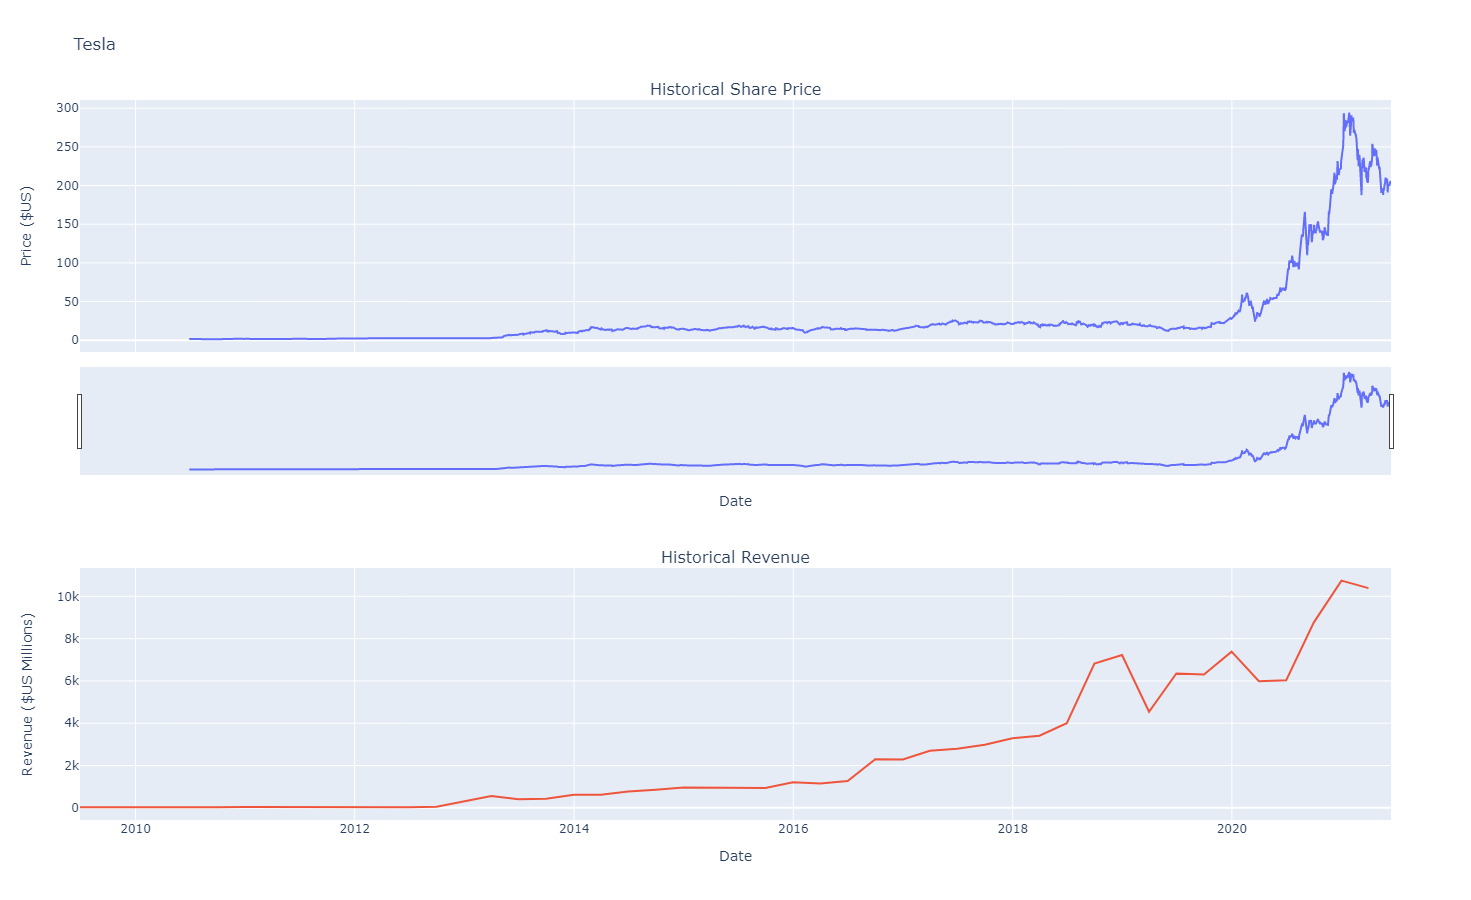 Tesla
Historical Share Price
300
250
200
150
100
50
0
Price ($US)
Date
Historical Revenue
10k
8k
6k
4k
2k
0
Revenue ($US Millions)
2010 2012 2014 2016 2018 2020
Date